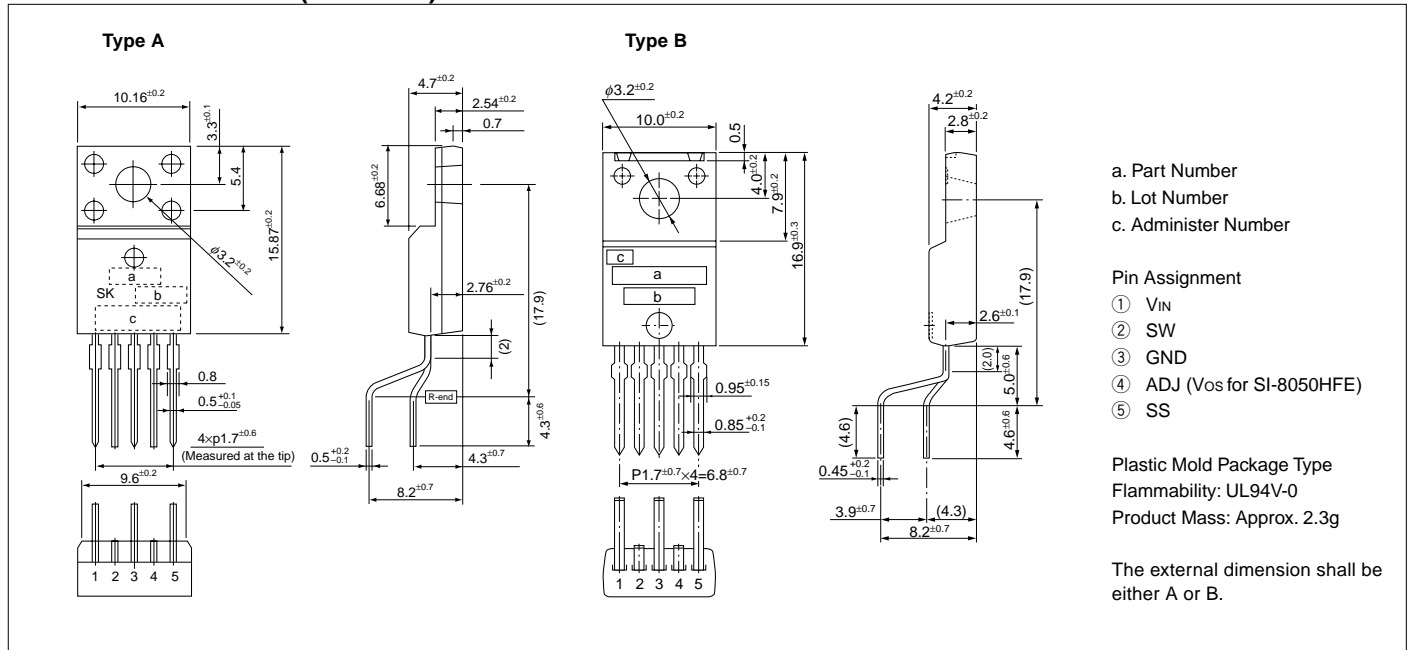 Type A
10.16±0.2
3.3±0.1
5.4
15.87±0.2
φ3.2±0.2
a
SK
b
c
0.8
0.5+0.1−0.05
4×p1.7±0.6
(Measured at the tip)
9.6±0.2
1 2 3 4 5
4.7±0.2
2.54±0.2
0.7
6.68±0.2
2.76±0.2
(17.9)
(2)
R-end
4.3±0.6
0.5+0.2−0.1
4.3±0.7
8.2±0.7
Type B
φ3.2±0.2
10.0±0.2
0.5
4.0±0.2
7.9±0.2
16.9±0.3
c
a
b
0.95±0.15
0.85+0.2−0.1
P1.7±0.7×4=6.8±0.7
1 2 3 4 5
4.2±0.2
2.8±0.2
(17.9)
2.6±0.1
(2.0)
5.0±0.6
(4.6)
4.6±0.6
0.45+0.2−0.1
3.9±0.7
(4.3)
8.2±0.7
a. Part Number
b. Lot Number
c. Administer Number
Pin Assignment
① VIN
② SW
③ GND
④ ADJ (VOS for SI-8050HFE)
⑤ SS
Plastic Mold Package Type
Flammability: UL94V-0
Product Mass: Approx. 2.3g
The external dimension shall be
either A or B.